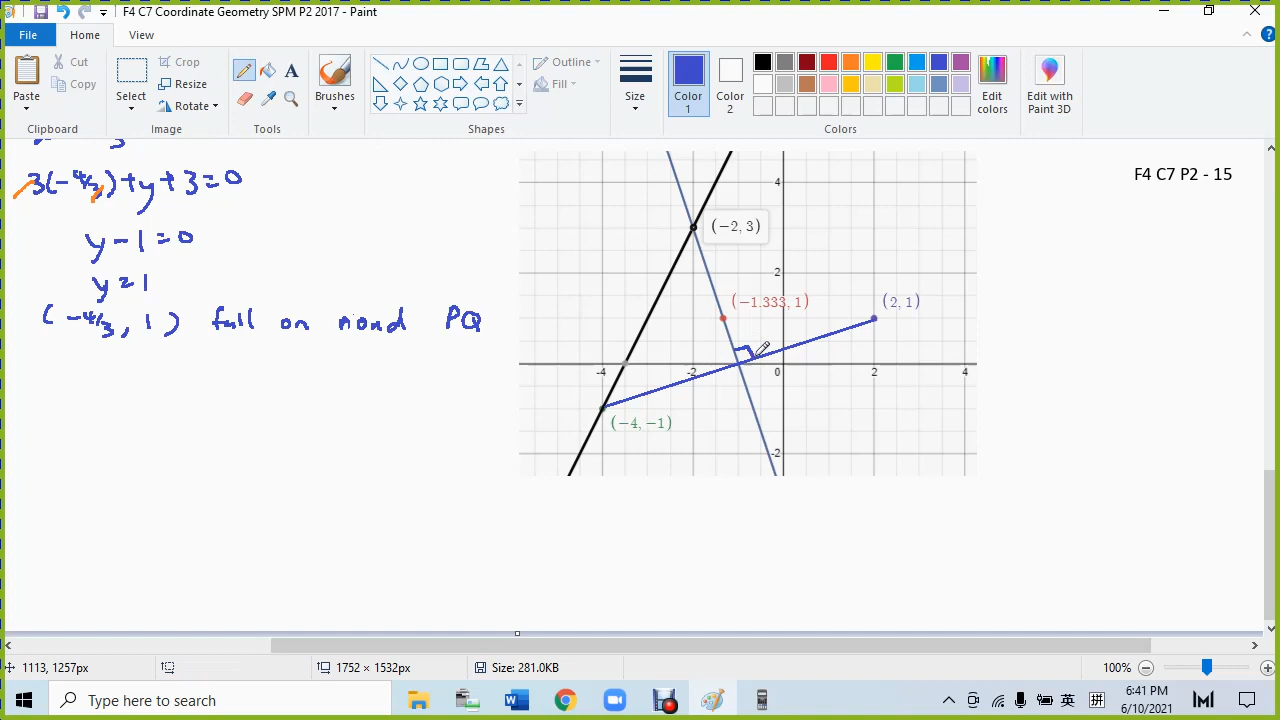 F4 C7 Coordinate Geometry SPM P2 2017 - Paint
File
Home
View
Paste
Cut
Copy
Clipboard
Select
Crop
Resize
Rotate
Image
Tools
Brushes
Shapes
Outline
Fill
Size
Color
1
Color
2
Edit
colors
Colors
Edit with
Paint 3D
3(-4/3)+y+3=0
y-1=0
y=1
(-4/3, 1) fall on road PQ
F4 C7 P2 - 15
4
(−2, 3)
2
(−1.333, 1)
(2, 1)
-4
-2
0
2
4
(−4, −1)
-2
1113, 1257px
1752 × 1532px
Size: 281.0KB
100%
Type here to search
英
拼
6:41 PM
6/10/2021